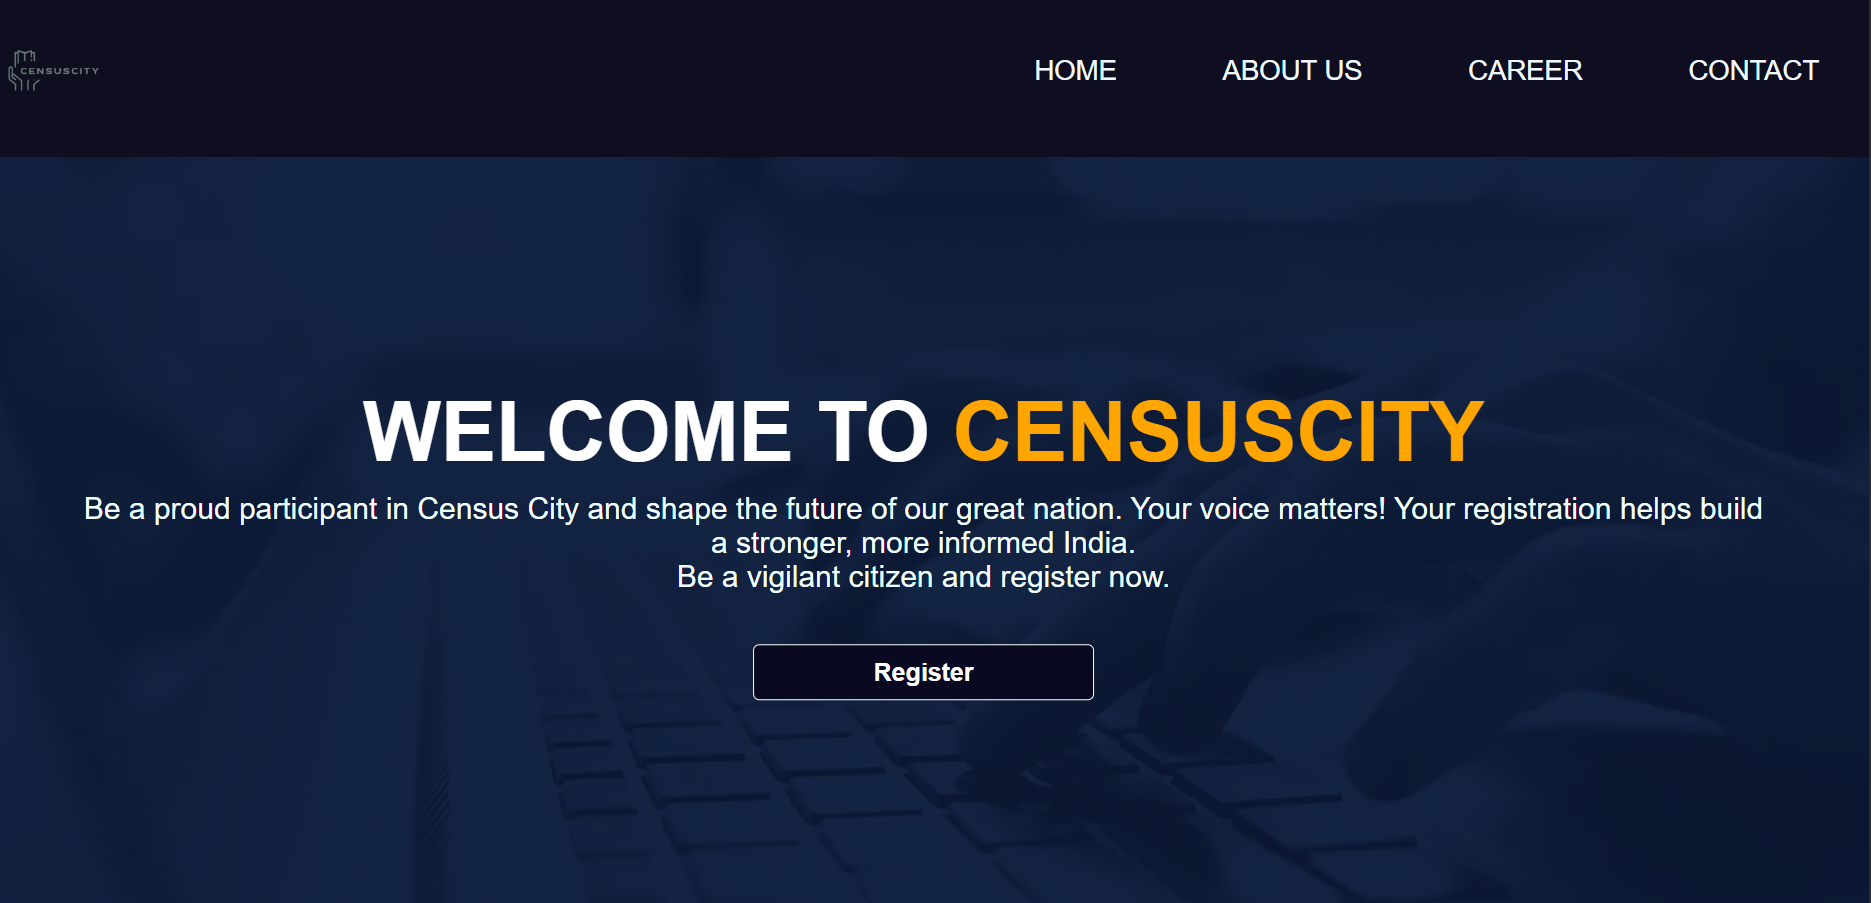 CENSUSCITY
HOME
ABOUT US
CAREER
CONTACT
WELCOME TO CENSUSCITY
Be a proud participant in Census City and shape the future of our great nation. Your voice matters! Your registration helps build
a stronger, more informed India.
Be a vigilant citizen and register now.
Register